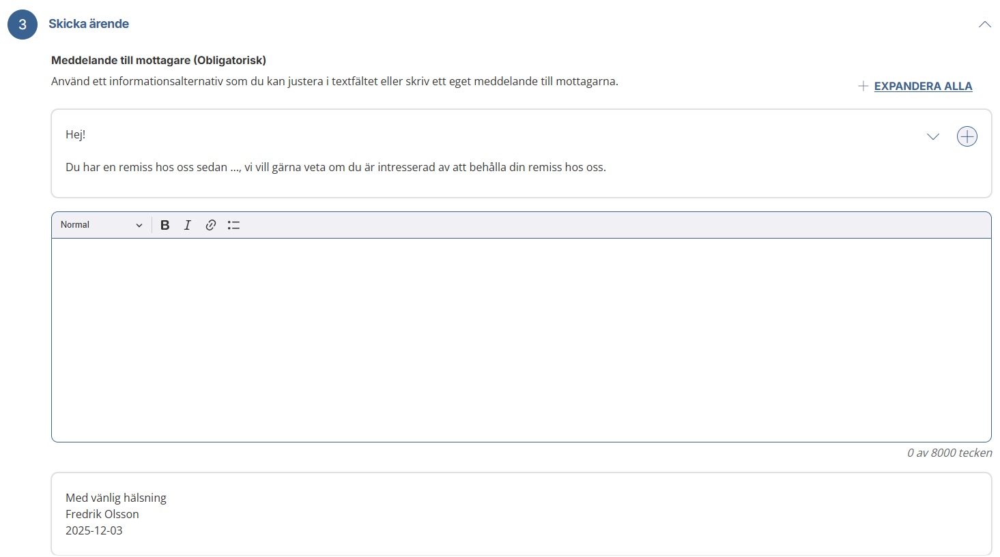 3
Skicka ärende
Meddelande till mottagare (Obligatorisk)
Använd ett informationsalternativ som du kan justera i textfältet eller skriv ett eget meddelande till mottagarna.
EXPANDERA ALLA
Hej!
Du har en remiss hos oss sedan ..., vi vill gärna veta om du är intresserad av att behålla din remiss hos oss.
Normal B I
0 av 8000 tecken
Med vänlig hälsning
Fredrik Olsson
2025-12-03